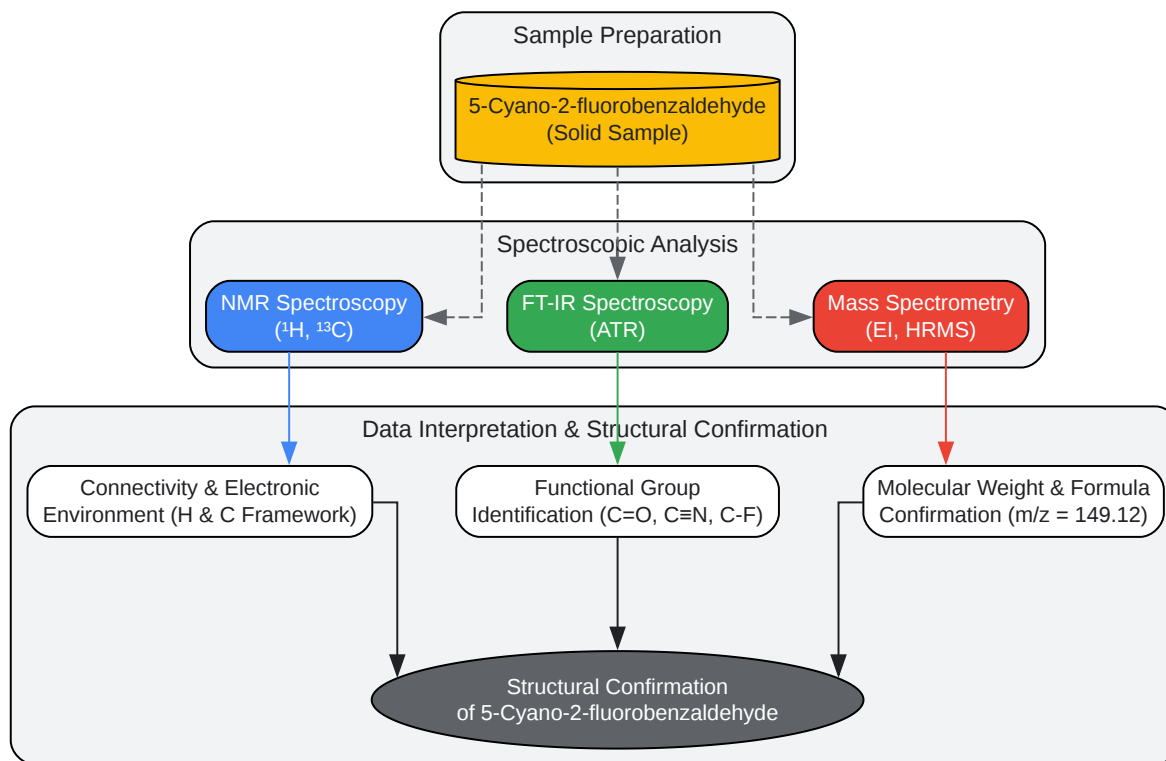 Sample Preparation
5-Cyano-2-fluorobenzaldehyde
(Solid Sample)
Spectroscopic Analysis
NMR Spectroscopy
(¹H, ¹³C)
FT-IR Spectroscopy
(ATR)
Mass Spectrometry
(EI, HRMS)
Data Interpretation & Structural Confirmation
Connectivity & Electronic
Environment (H & C Framework)
Functional Group
Identification (C=O, C≡N, C-F)
Molecular Weight & Formula
Confirmation (m/z = 149.12)
Structural Confirmation
of 5-Cyano-2-fluorobenzaldehyde